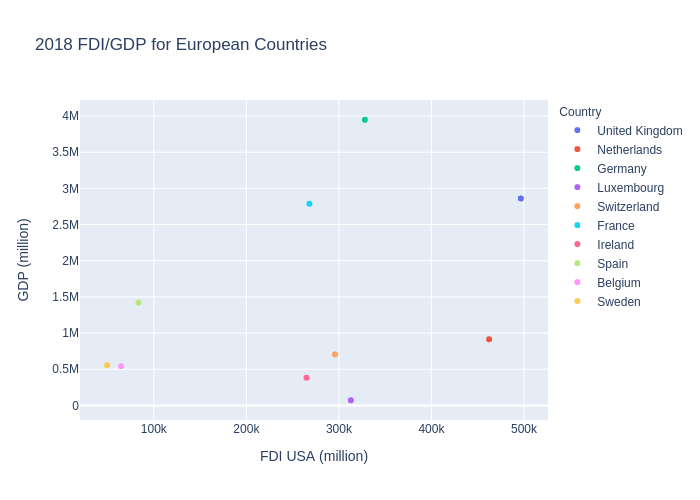 2018 FDI/GDP for European Countries
4M
3.5M
3M
2.5M
2M
1.5M
1M
0.5M
0
GDP (million)
100k 200k 300k 400k 500k
FDI USA (million)
Country
United Kingdom
Netherlands
Germany
Luxembourg
Switzerland
France
Ireland
Spain
Belgium
Sweden